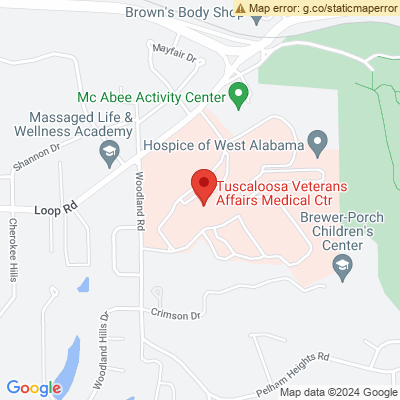 Map error: g.co/staticmaperror
Brown's Body Shop
Mayfair Dr
Mc Abee Activity Center
Massaged Life &
Wellness Academy
Hospice of West Alabama
Shannon Dr
Woodland Rd
Tuscaloosa Veterans
Affairs Medical Ctr
Loop Rd
Brewer-Porch
Children's
Center
Cherokee Hills
Crimson Dr
Woodland Hills Dr
Pelham Heights Rd
Google
Map data ©2024 Google